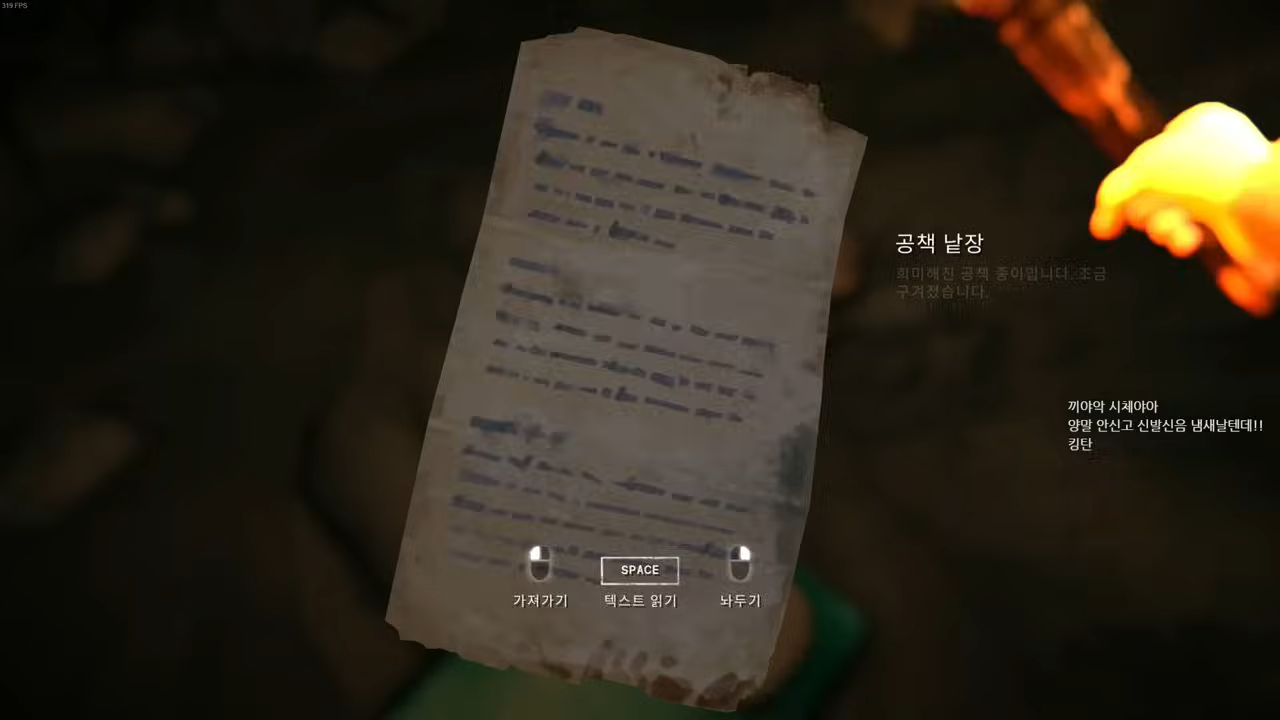 319 FPS
공책 낱장
희미해진 공책 종이입니다. 조금
구겨졌습니다.
끼야악 시체야아
양말 안신고 신발신음 냄새날텐데!!
킹탄
SPACE
가져가기 텍스트 읽기 놔두기